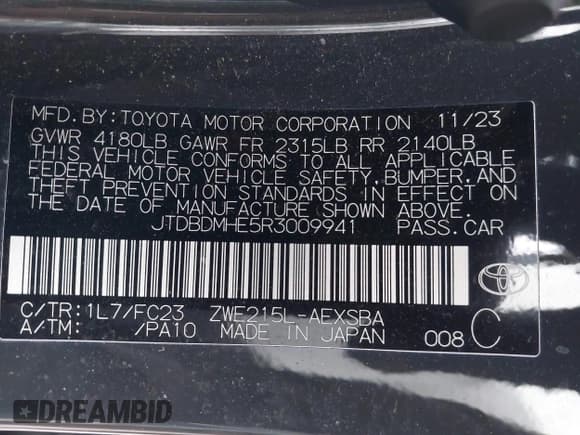 MFD.BY:TOYOTA MOTOR CORPORATION 11/23
GVWR 4180LB GAWR FR 2315LB RR 2140LB
THIS VEHICLE CONFORMS TO ALL APPLICABLE
FEDERAL MOTOR VEHICLE SAFETY,BUMPER,AND
THEFT PREVENTION STANDARDS IN EFFECT ON
THE DATE OF MANUFACTURE SHOWN ABOVE.
JTDBDMHE5R3009941 PASS.CAR
C/TR:1L7/FC23 ZWE215L-AEXSBA
A/TM: /PA10 MADE IN JAPAN 008 C
DREAMBID